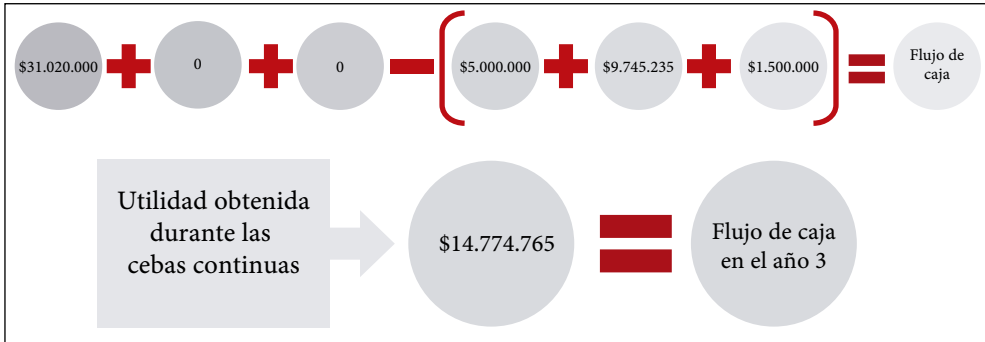 $31.020.000 + 0 + 0 − ( $5.000.000 + $9.745.235 + $1.500.000 ) = Flujo de
caja
Utilidad obtenida
durante las
cebas continuas
$14.774.765 = Flujo de caja
en el año 3